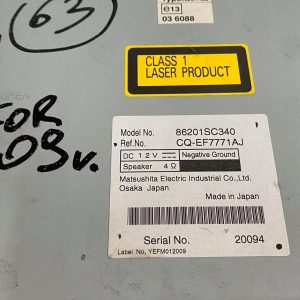 63
e13
03 6088
CLASS 1
LASER PRODUCT
OPEN
FOR
09v.
Model No. 86201SC340
Ref.No. CQ-EF7771AJ
DC 12V Negative Ground
Speaker 4Ω
Matsushita Electric Industrial Co.,Ltd.
Osaka Japan
Made in Japan
Serial No. 20094
Label No. YEFM012009